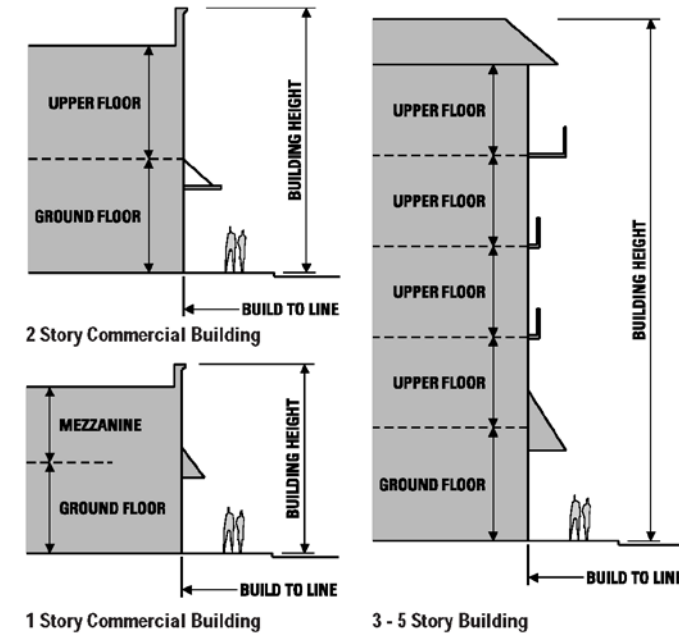 UPPER FLOOR
GROUND FLOOR
BUILDING HEIGHT
BUILD TO LINE
2 Story Commercial Building
MEZZANINE
GROUND FLOOR
BUILDING HEIGHT
BUILD TO LINE
1 Story Commercial Building
UPPER FLOOR
UPPER FLOOR
UPPER FLOOR
UPPER FLOOR
GROUND FLOOR
BUILDING HEIGHT
BUILD TO LINE
3 - 5 Story Building